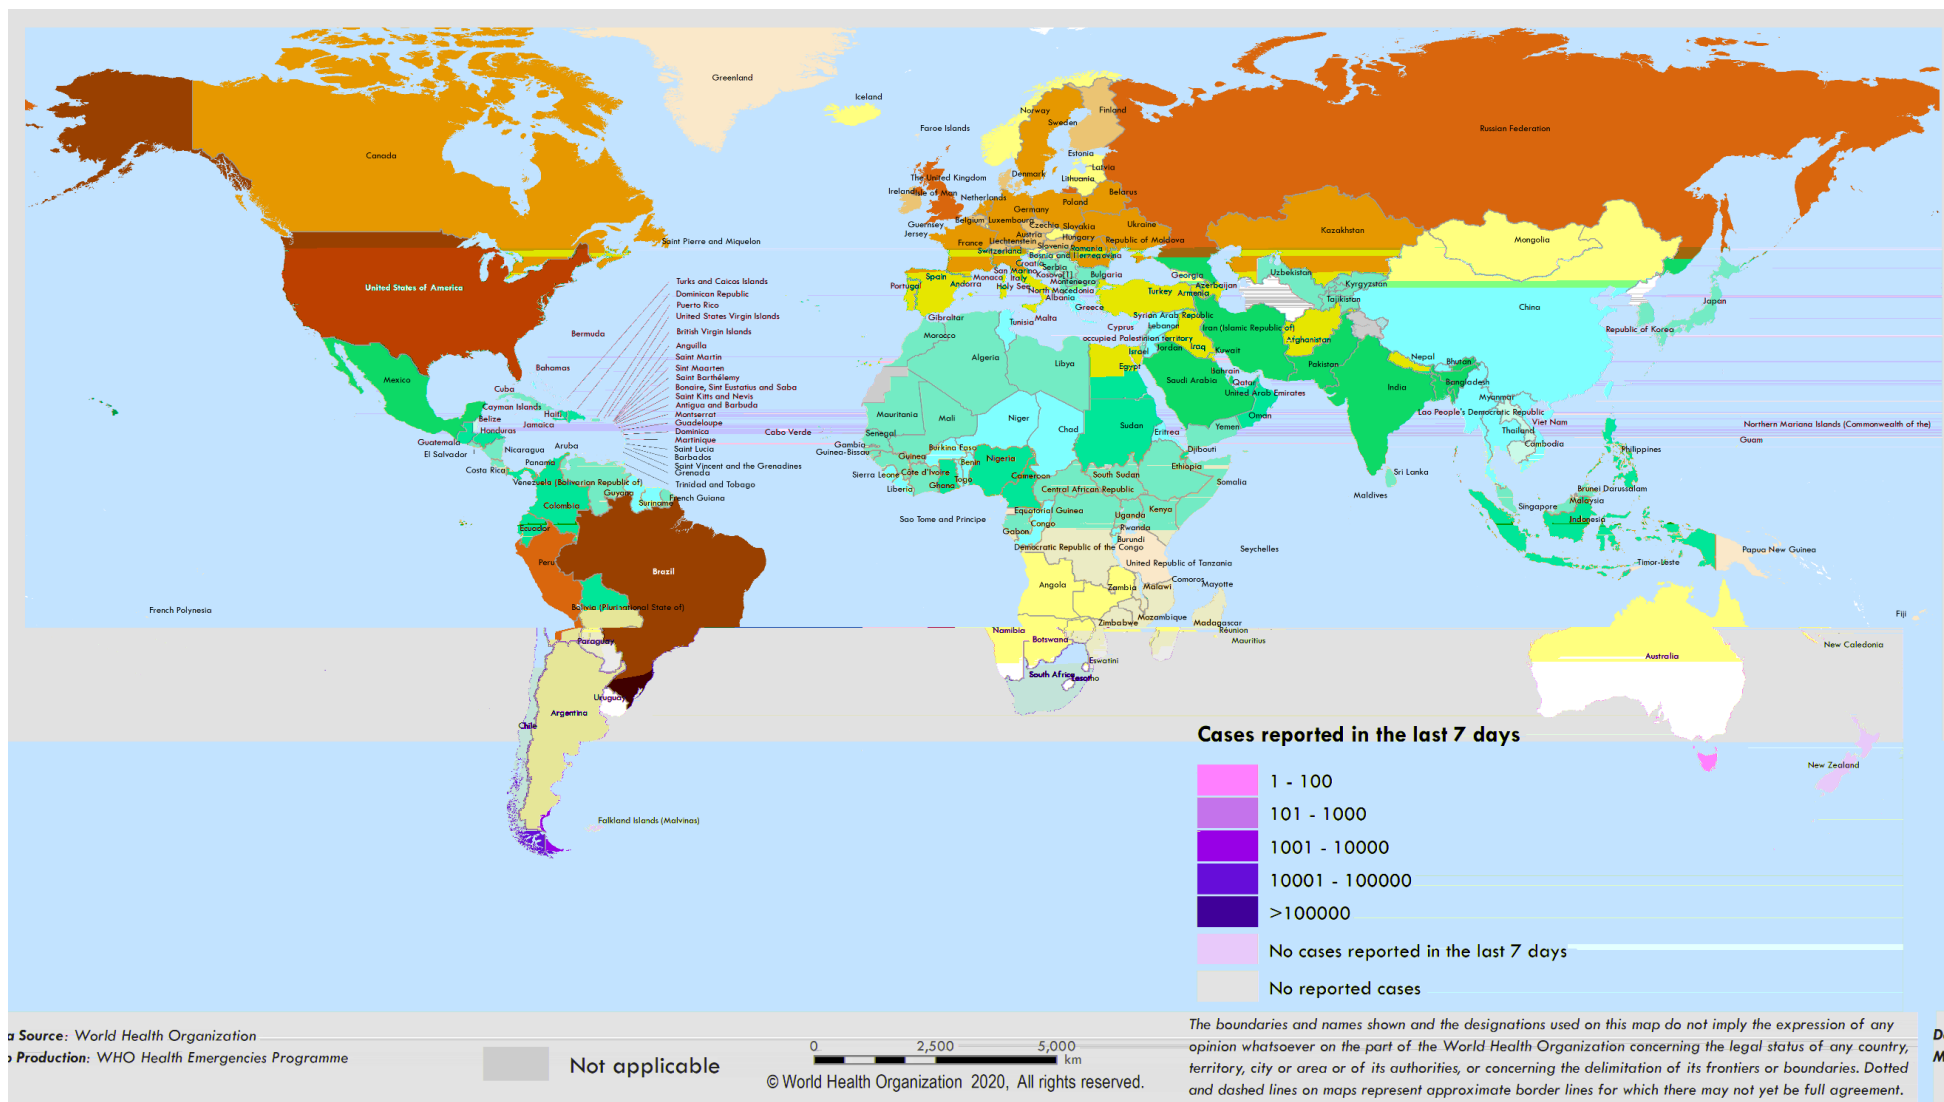 Greenland
Iceland
Norway
Finland
Sweden
Faroe Islands
Russian Federation
Canada
Estonia
Latvia
The United Kingdom
Denmark
Lithuania
Ireland
Isle of Man
Netherlands
Belarus
Germany
Poland
Belgium
Luxembourg
Guernsey
Jersey
Czechia
Slovakia
Ukraine
Kazakhstan
Austria
Hungary
Saint Pierre and Miquelon
France
Liechtenstein
Slovenia
Romania
Republic of Moldova
Mongolia
Switzerland
Bosnia and Herzegovina
Croatia
Serbia
San Marino
Kosovo[1]
Bulgaria
Georgia
Uzbekistan
Spain
Monaco
Italy
Montenegro
Turks and Caicos Islands
Portugal
Andorra
Holy See
North Macedonia
Azerbaijan
Kyrgyzstan
United States of America
Dominican Republic
Albania
Turkey
Armenia
Tajikistan
Puerto Rico
Greece
China
Japan
United States Virgin Islands
Gibraltar
Malta
Syrian Arab Republic
Tunisia
Cyprus
Lebanon
Iran (Islamic Republic of)
Republic of Korea
Bermuda
British Virgin Islands
Morocco
occupied Palestinian territory
Afghanistan
Anguilla
Israel
Jordan
Iraq
Kuwait
Saint Martin
Algeria
Libya
Egypt
Pakistan
Nepal
Bhutan
Bahamas
Sint Maarten
Bahrain
Mexico
Saint Barthélemy
Saudi Arabia
Qatar
India
Bangladesh
Cuba
Bonaire, Sint Eustatius and Saba
United Arab Emirates
Saint Kitts and Nevis
Myanmar
Cayman Islands
Antigua and Barbuda
Haiti
Montserrat
Mauritania
Mali
Niger
Oman
Lao People's Democratic Republic
Belize
Jamaica
Guadeloupe
Chad
Sudan
Yemen
Viet Nam
Northern Mariana Islands (Commonwealth of the)
Honduras
Dominica
Cabo Verde
Senegal
Eritrea
Thailand
Guam
Guatemala
Martinique
Gambia
Cambodia
El Salvador
Nicaragua
Aruba
Saint Lucia
Guinea-Bissau
Burkina Faso
Djibouti
Philippines
Barbados
Guinea
Nigeria
Benin
Costa Rica
Panama
Saint Vincent and the Grenadines
Ethiopia
Grenada
Sierra Leone
Côte d'Ivoire
Togo
Cameroon
South Sudan
Sri Lanka
Venezuela (Bolivarian Republic of)
Trinidad and Tobago
Liberia
Ghana
Central African Republic
Somalia
Maldives
Brunei Darussalam
Guyana
French Guiana
Suriname
Malaysia
Colombia
Singapore
Equatorial Guinea
Uganda
Kenya
Indonesia
Ecuador
Sao Tome and Principe
Congo
Rwanda
Gabon
Burundi
Democratic Republic of the Congo
Seychelles
Papua New Guinea
Peru
Brazil
United Republic of Tanzania
Timor-Leste
Angola
Zambia
Malawi
Comoros
Mayotte
French Polynesia
Bolivia (Plurinational State of)
Mozambique
Zimbabwe
Madagascar
Fiji
Namibia
Botswana
Réunion
Mauritius
Paraguay
New Caledonia
Eswatini
Australia
South Africa
Lesotho
Uruguay
Argentina
Chile
New Zealand
Falkland Islands (Malvinas)
Cases reported in the last 7 days
1 - 100
101 - 1000
1001 - 10000
10001 - 100000
>100000
No cases reported in the last 7 days
No reported cases
a Source: World Health Organization
Production: WHO Health Emergencies Programme
Not applicable
0 2,500 5,000
km
© World Health Organization 2020, All rights reserved.
The boundaries and names shown and the designations used on this map do not imply the expression of any
opinion whatsoever on the part of the World Health Organization concerning the legal status of any country,
territory, city or area or of its authorities, or concerning the delimitation of its frontiers or boundaries. Dotted
and dashed lines on maps represent approximate border lines for which there may not yet be full agreement.